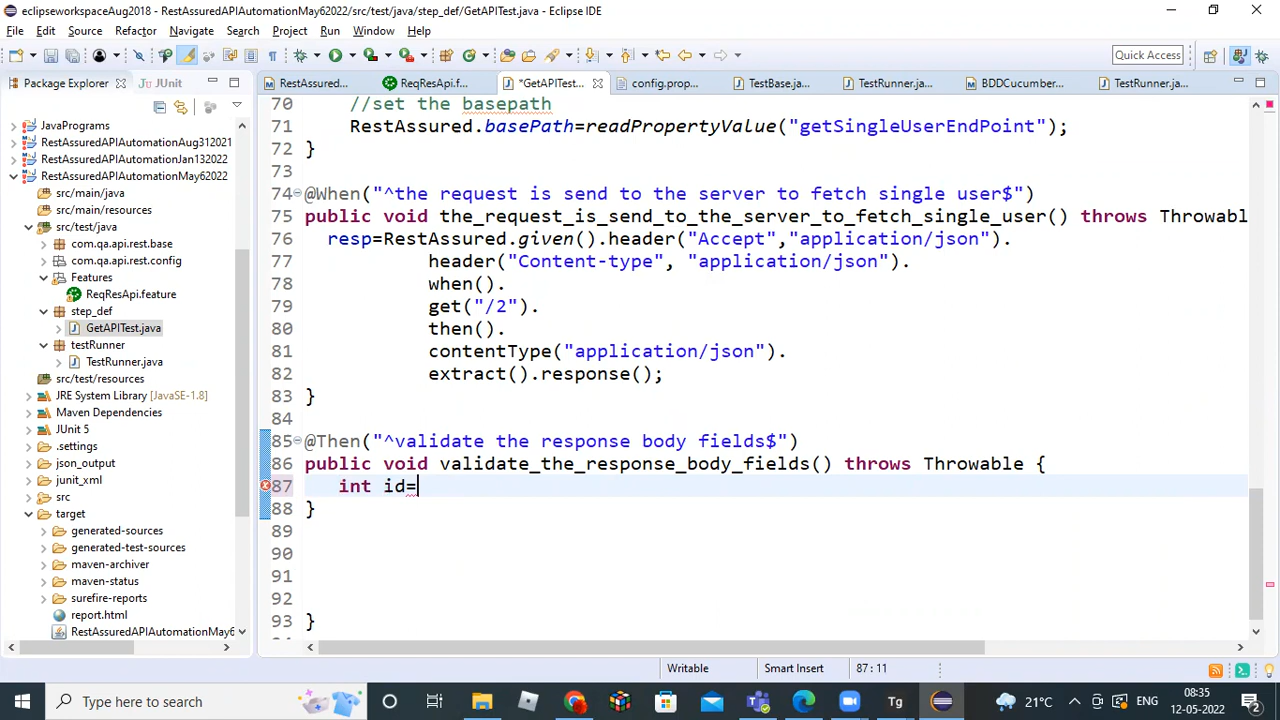 eclipseworkspaceAug2018 - RestAssuredAPIAutomationMay62022/src/test/java/step_def/GetAPITest.java - Eclipse IDE
File Edit Source Refactor Navigate Search Project Run Window Help
Quick Access
Package Explorer JUnit
RestAssured... ReqResApi.f... *GetAPITest... config.prop... TestBase.ja... TestRunner.ja... BDDCucumber... TestRunner.ja...
JavaPrograms
RestAssuredAPIAutomationAug312021
RestAssuredAPIAutomationJan132022
RestAssuredAPIAutomationMay62022
src/main/java
src/main/resources
src/test/java
com.qa.api.rest.base
com.qa.api.rest.config
Features
ReqResApi.feature
step_def
GetAPITest.java
testRunner
TestRunner.java
src/test/resources
JRE System Library [JavaSE-1.8]
Maven Dependencies
JUnit 5
.settings
json_output
junit_xml
src
target
generated-sources
generated-test-sources
maven-archiver
maven-status
surefire-reports
report.html
RestAssuredAPIAutomationMay6
70 //set the basepath
71 RestAssured.basePath=readPropertyValue("getSingleUserEndPoint");
72 }
73
74 @When("^the request is send to the server to fetch single user$")
75 public void the_request_is_send_to_the_server_to_fetch_single_user() throws Throwabl
76 resp=RestAssured.given().header("Accept","application/json").
77 header("Content-type", "application/json").
78 when().
79 get("/2").
80 then().
81 contentType("application/json").
82 extract().response();
83 }
84
85 @Then("^validate the response body fields$")
86 public void validate_the_response_body_fields() throws Throwable {
87 int id=
88 }
89
90
91
92
93 }
Writable Smart Insert 87 : 11
Type here to search
Tg
21°C ENG 08:35
12-05-2022
2